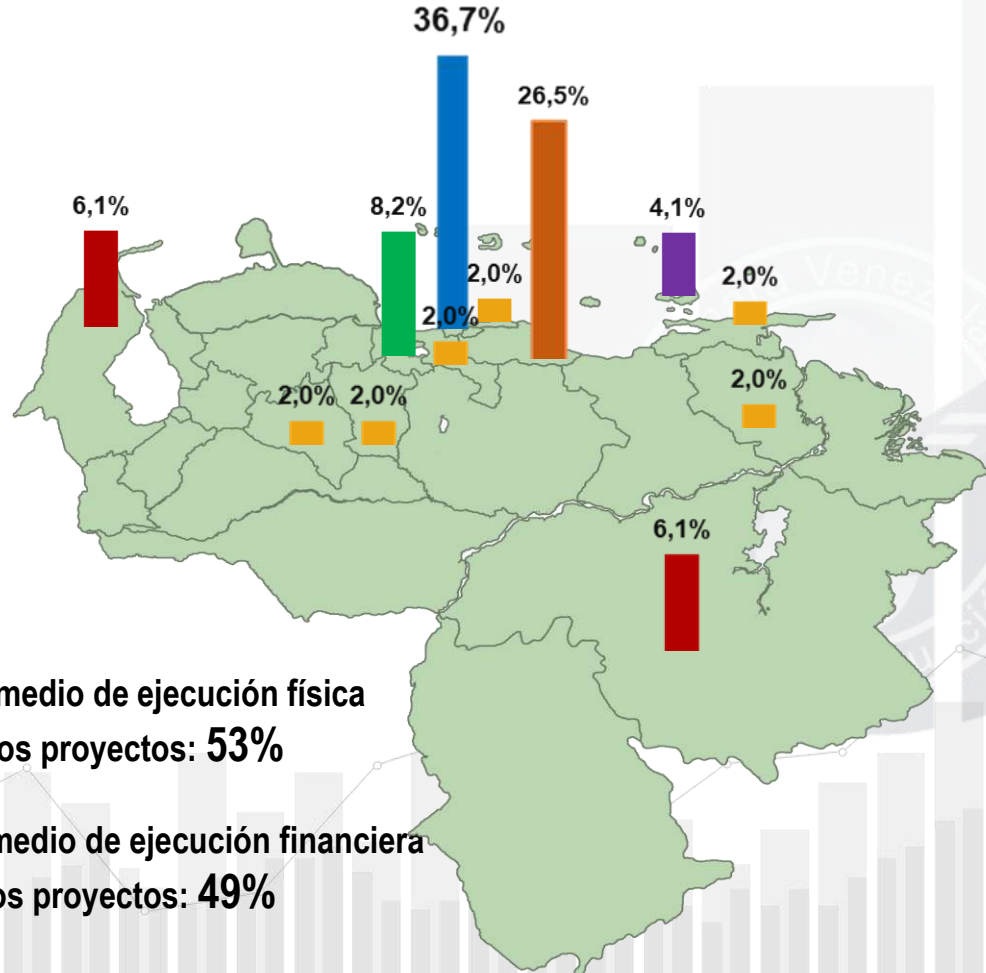 36,7%
26,5%
6,1%
8,2%
4,1%
2,0%
2,0%
2,0%
2,0% 2,0%
2,0%
6,1%
medio de ejecución física
os proyectos: 53%
medio de ejecución financiera
os proyectos: 49%